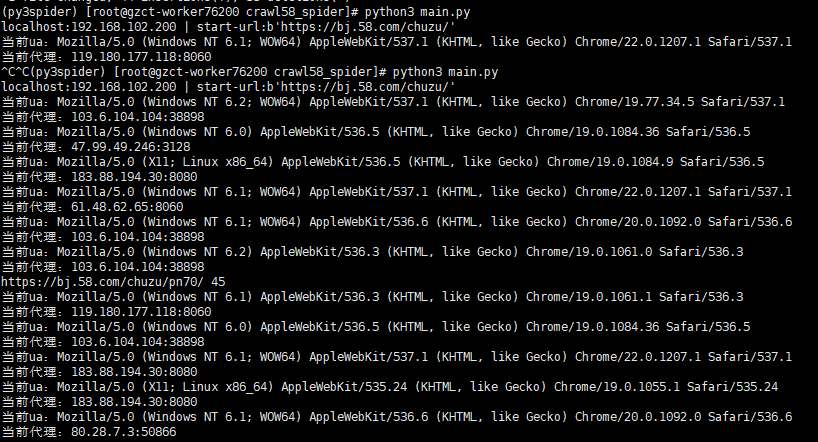 (py3spider) [root@gzct-worker76200 crawl58_spider]# python3 main.py
localhost:192.168.102.200 | start-url:b'https://bj.58.com/chuzu/'
当前ua: Mozilla/5.0 (Windows NT 6.1; WOW64) AppleWebKit/537.1 (KHTML, like Gecko) Chrome/22.0.1207.1 Safari/537.1
当前代理: 119.180.177.118:8060
^C^C(py3spider) [root@gzct-worker76200 crawl58_spider]# python3 main.py
localhost:192.168.102.200 | start-url:b'https://bj.58.com/chuzu/'
当前ua: Mozilla/5.0 (Windows NT 6.2; WOW64) AppleWebKit/537.1 (KHTML, like Gecko) Chrome/19.77.34.5 Safari/537.1
当前代理: 103.6.104.104:38898
当前ua: Mozilla/5.0 (Windows NT 6.0) AppleWebKit/536.5 (KHTML, like Gecko) Chrome/19.0.1084.36 Safari/536.5
当前代理: 47.99.49.246:3128
当前ua: Mozilla/5.0 (X11; Linux x86_64) AppleWebKit/536.5 (KHTML, like Gecko) Chrome/19.0.1084.9 Safari/536.5
当前代理: 183.88.194.30:8080
当前ua: Mozilla/5.0 (Windows NT 6.1; WOW64) AppleWebKit/537.1 (KHTML, like Gecko) Chrome/22.0.1207.1 Safari/537.1
当前代理: 61.48.62.65:8060
当前ua: Mozilla/5.0 (Windows NT 6.1; WOW64) AppleWebKit/536.6 (KHTML, like Gecko) Chrome/20.0.1092.0 Safari/536.6
当前代理: 103.6.104.104:38898
当前ua: Mozilla/5.0 (Windows NT 6.2) AppleWebKit/536.3 (KHTML, like Gecko) Chrome/19.0.1061.0 Safari/536.3
当前代理: 103.6.104.104:38898
https://bj.58.com/chuzu/pn70/ 45
当前ua: Mozilla/5.0 (Windows NT 6.1) AppleWebKit/536.3 (KHTML, like Gecko) Chrome/19.0.1061.1 Safari/536.3
当前代理: 119.180.177.118:8060
当前ua: Mozilla/5.0 (Windows NT 6.0) AppleWebKit/536.5 (KHTML, like Gecko) Chrome/19.0.1084.36 Safari/536.5
当前代理: 103.6.104.104:38898
当前ua: Mozilla/5.0 (Windows NT 6.1; WOW64) AppleWebKit/537.1 (KHTML, like Gecko) Chrome/22.0.1207.1 Safari/537.1
当前代理: 183.88.194.30:8080
当前ua: Mozilla/5.0 (X11; Linux x86_64) AppleWebKit/535.24 (KHTML, like Gecko) Chrome/19.0.1055.1 Safari/535.24
当前代理: 183.88.194.30:8080
当前ua: Mozilla/5.0 (Windows NT 6.1; WOW64) AppleWebKit/536.6 (KHTML, like Gecko) Chrome/20.0.1092.0 Safari/536.6
当前代理: 80.28.7.3:50866